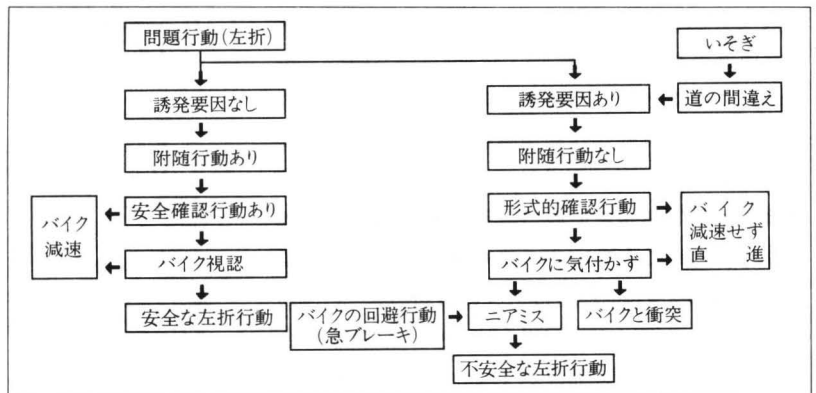 問題行動(左折)
いそぎ
誘発要因なし
誘発要因あり
道の間違え
附随行動あり
附随行動なし
バイク
減速
安全確認行動あり
形式的確認行動
バイク
減速せず
直進
バイク視認
バイクに気付かず
安全な左折行動
バイクの回避行動
(急ブレーキ)
ニアミス
バイクと衝突
不安全な左折行動